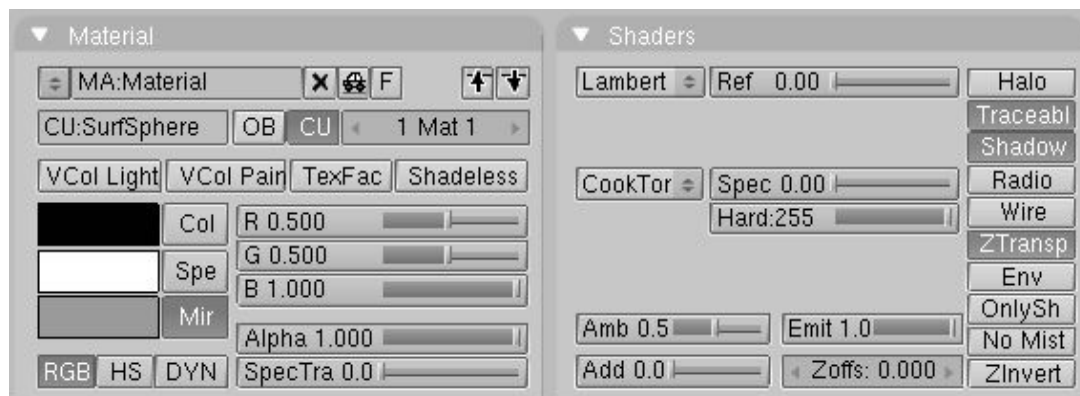 Material
MA:Material F
CU:SurfSphere OB CU 1 Mat 1
VCol Light VCol Pain TexFac Shadeless
Col R 0.500
G 0.500
Spe
B 1.000
Mir
Alpha 1.000
RGB HS DYN SpecTra 0.0
Shaders
Lambert Ref 0.00 Halo
Traceabl
Shadow
CookTor Spec 0.00 Radio
Hard:255 Wire
ZTransp
Env
OnlySh
Amb 0.5 Emit 1.0 No Mist
Add 0.0 Zoffs: 0.000 ZInvert